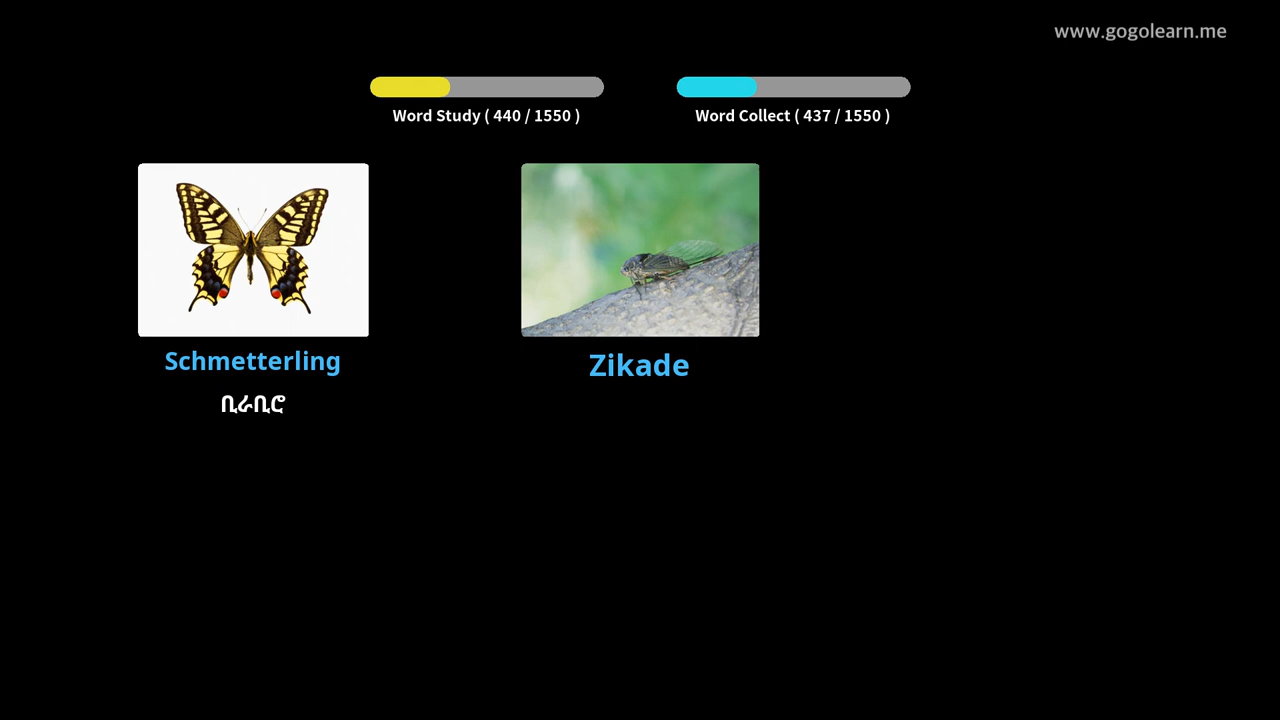 www.gogolearn.me
Word Study ( 440 / 1550 )
Word Collect ( 437 / 1550 )
Schmetterling
ቢራቢሮ
Zikade